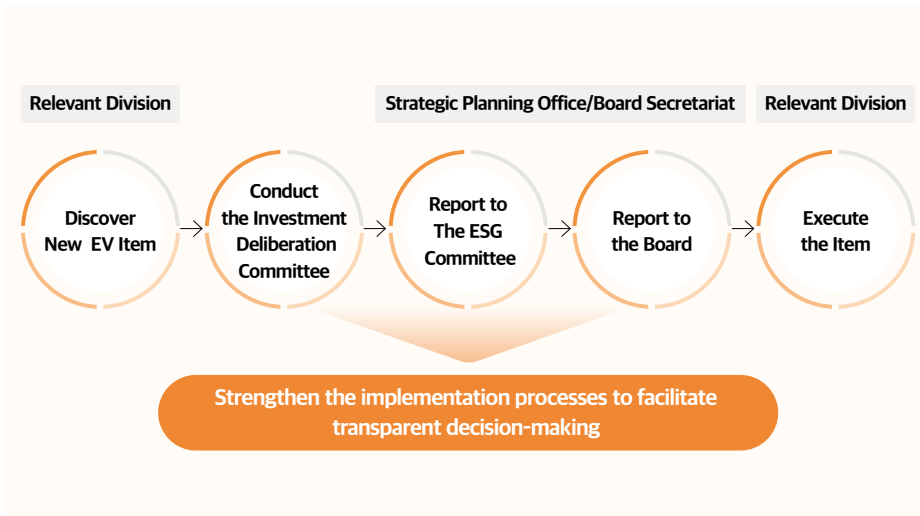 Relevant Division
Strategic Planning Office/Board Secretariat
Relevant Division
Discover
New EV Item
Conduct
the Investment
Deliberation
Committee
Report to
The ESG
Committee
Report to
the Board
Execute
the Item
Strengthen the implementation processes to facilitate
transparent decision-making